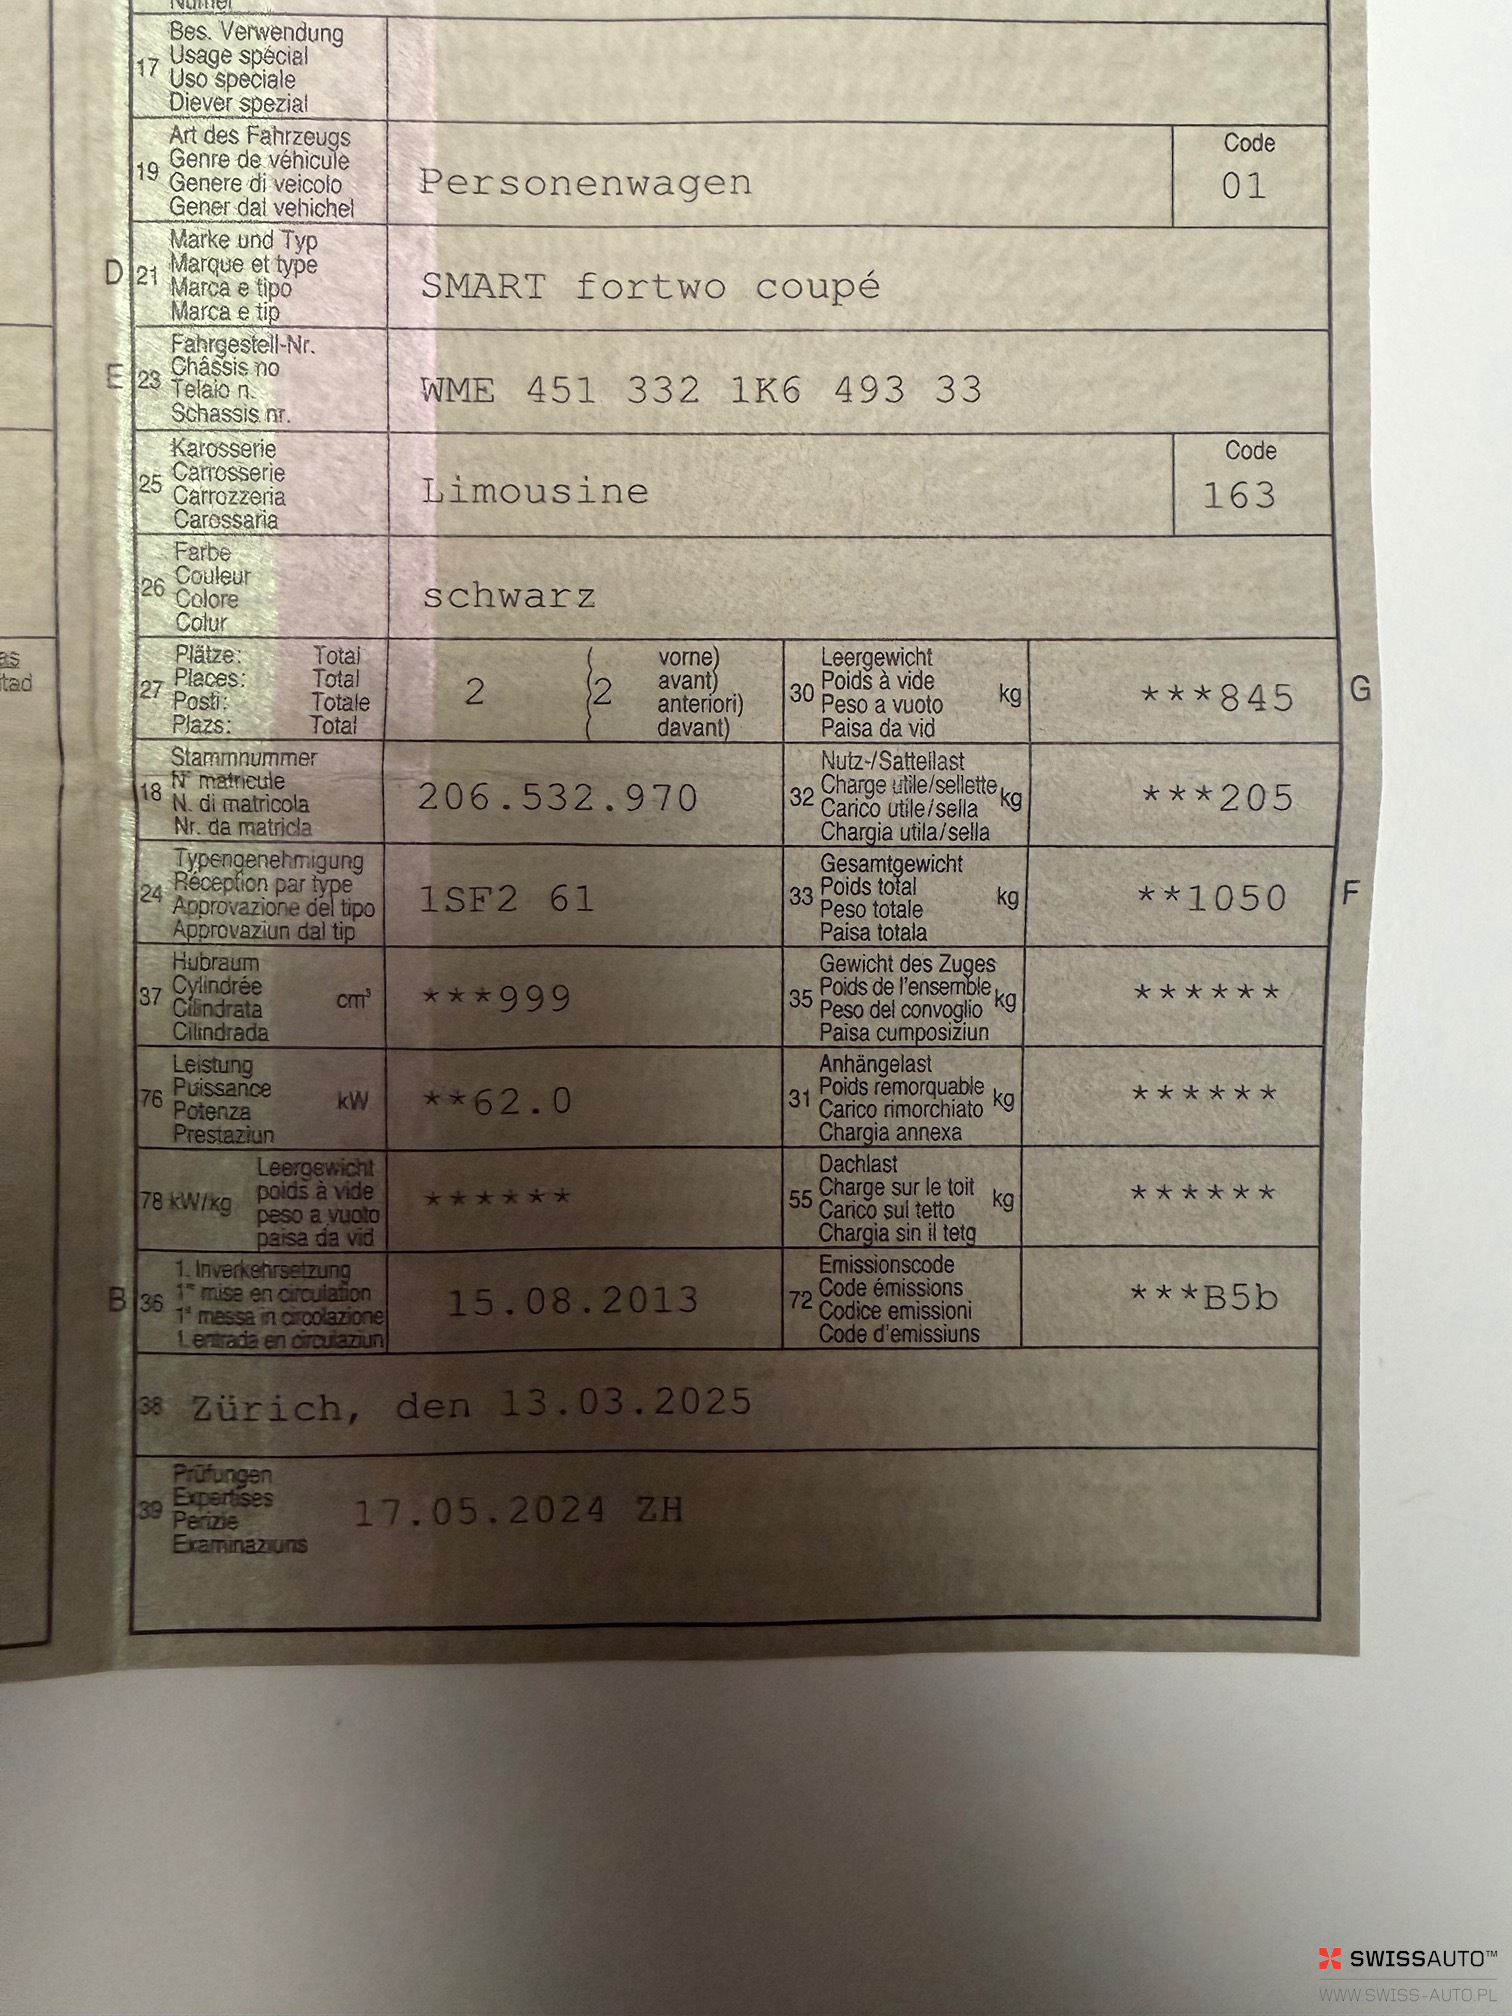 Numer
17 Bes. Verwendung
Usage spécial
Uso speciale
Diever spezial
19 Art des Fahrzeugs
Genre de véhicule
Genere di veicolo
Gener dal vehichel
Personenwagen
Code
01
D 21 Marke und Typ
Marque et type
Marca e tipo
Marca e tip
SMART fortwo coupé
E 23 Fahrgestell-Nr.
Châssis no
Telaio n.
Schassis nr.
WME 451 332 1K6 493 33
25 Karosserie
Carrosserie
Carrozzeria
Carossaria
Limousine
Code
163
26 Farbe
Couleur
Colore
Colur
schwarz
27 Plätze: Total
Places: Total
Posti: Totale
Plazs: Total
2 (2 vorne)
avant)
anteriori)
davant)
30 Leergewicht
Poids à vide kg
Peso a vuoto
Paisa da vid
***845 G
18 Stammnummer
N° matricule
N. di matricola
Nr. da matricla
206.532.970
32 Nutz-/Sattellast
Charge utile/sellette kg
Carico utile/sella
Chargia utila/sella
***205
24 Typengenehmigung
Réception par type
Approvazione del tipo
Approvaziun dal tip
1SF2 61
33 Gesamtgewicht
Poids total kg
Peso totale
Paisa totala
**1050 F
37 Hubraum
Cylindrée cm³
Cilindrata
Cilindrada
***999
35 Gewicht des Zuges
Poids de l'ensemble kg
Peso del convoglio
Paisa cumposiziun
******
76 Leistung
Puissance kW
Potenza
Prestaziun
**62.0
31 Anhängelast
Poids remorquable kg
Carico rimorchiato
Chargia annexa
******
78 kW/kg Leergewicht
poids à vide
peso a vuoto
paisa da vid
******
55 Dachlast
Charge sur le toit kg
Carico sul tetto
Chargia sin il tetg
******
B 36 1. Inverkehrsetzung
1re mise en circulation
1a messa in circolazione
1. entrada en circulaziun
15.08.2013
72 Emissionscode
Code émissions
Codice emissioni
Code d'emissiuns
***B5b
38 Zürich, den 13.03.2025
39 Prüfungen
Expertises
Perizie
Examinaziuns
17.05.2024 ZH
SWISSAUTO™
WWW.SWISS-AUTO.PL